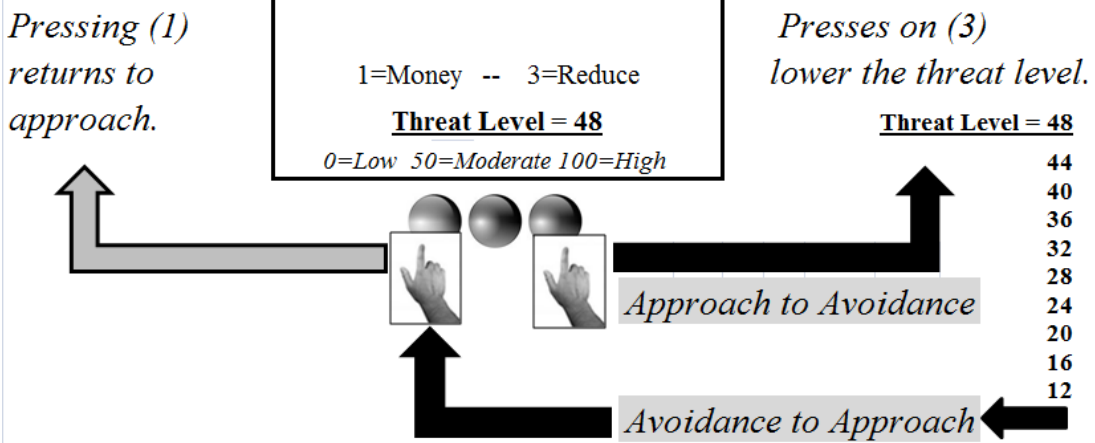 Pressing (1)
returns to
approach.
1=Money -- 3=Reduce
Threat Level = 48
0=Low 50=Moderate 100=High
Presses on (3)
lower the threat level.
Threat Level = 48
44
40
36
32
28
24
20
16
12
Approach to Avoidance
Avoidance to Approach